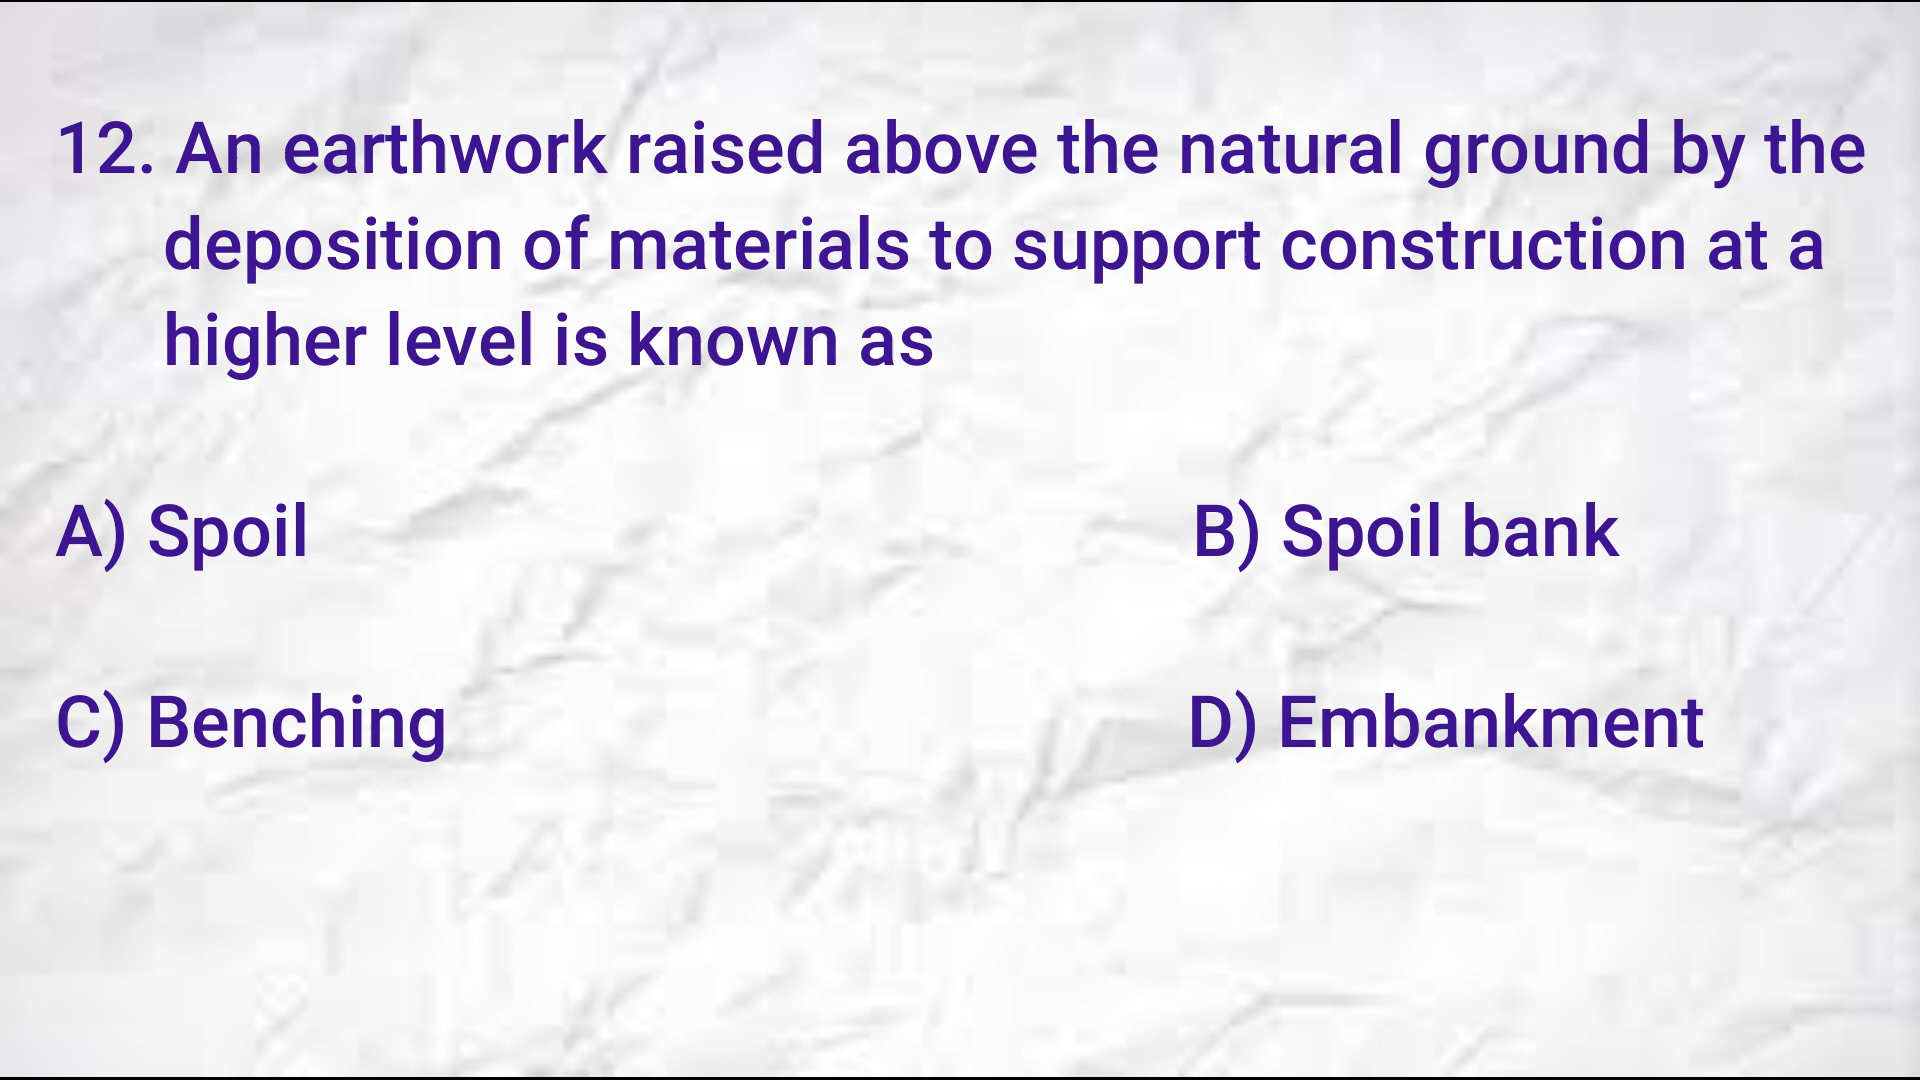 12. An earthwork raised above the natural ground by the
deposition of materials to support construction at a
higher level is known as
A) Spoil
B) Spoil bank
C) Benching
D) Embankment